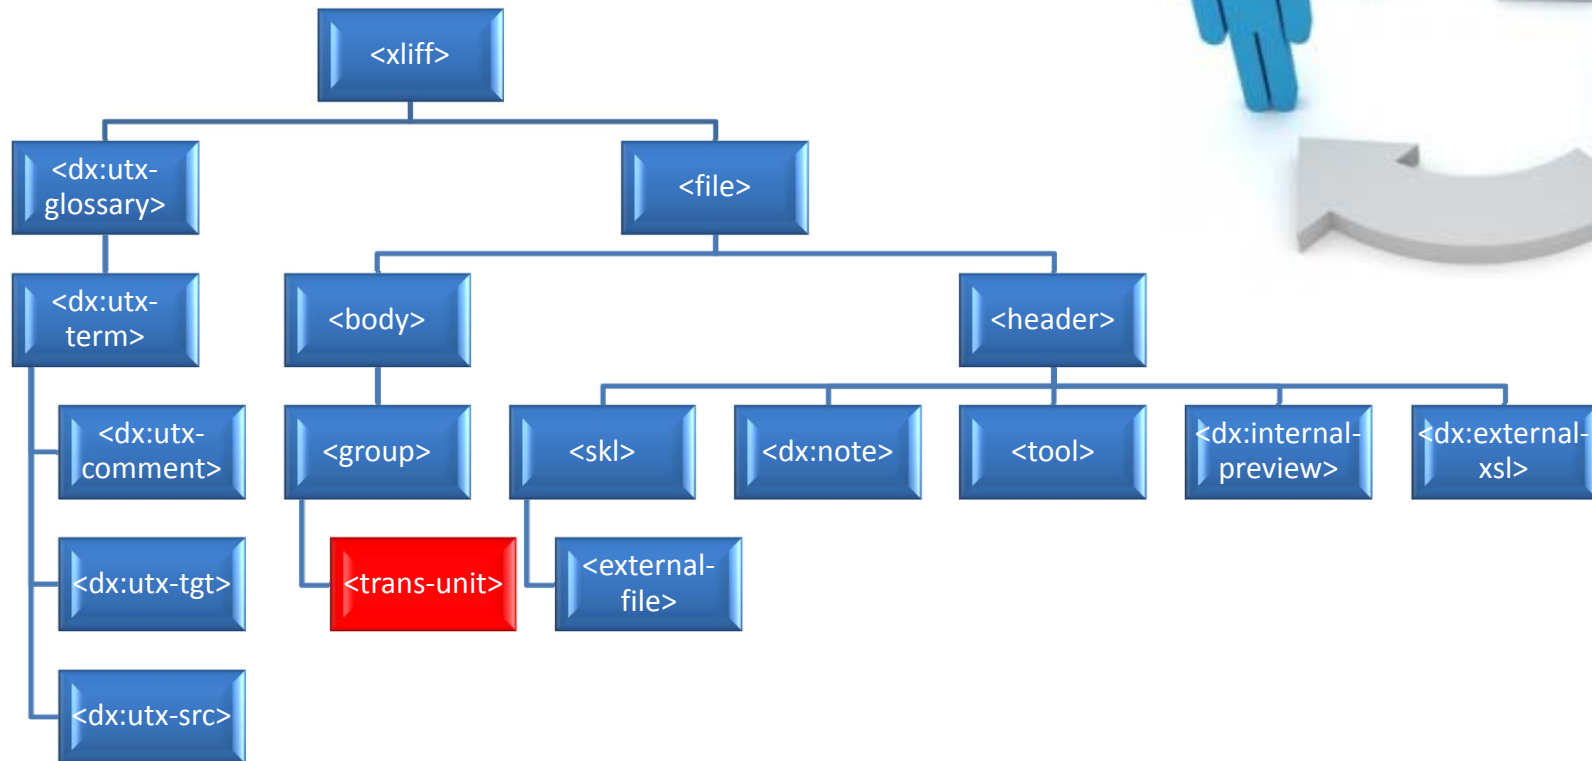 <xliff>
<dx:utx-
glossary>
<file>
<dx:utx-
term>
<body>
<header>
<dx:utx-
comment>
<group>
<skl>
<dx:note>
<tool>
<dx:internal-
preview>
<dx:external-
xsl>
<dx:utx-tgt>
<trans-unit>
<external-
file>
<dx:utx-src>